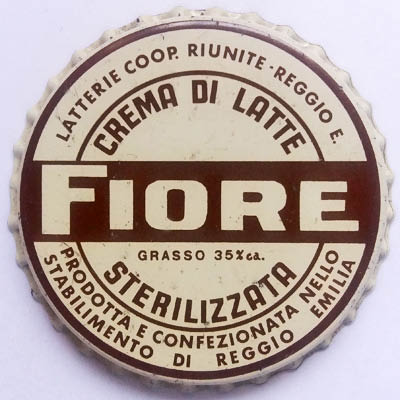 LATTERIE COOP. RIUNITE - REGGIO E.
CREMA DI LATTE
FIORE
GRASSO 35% ca.
STERILIZZATA
PRODOTTA E CONFEZIONATA NELLO
STABILIMENTO DI REGGIO EMILIA